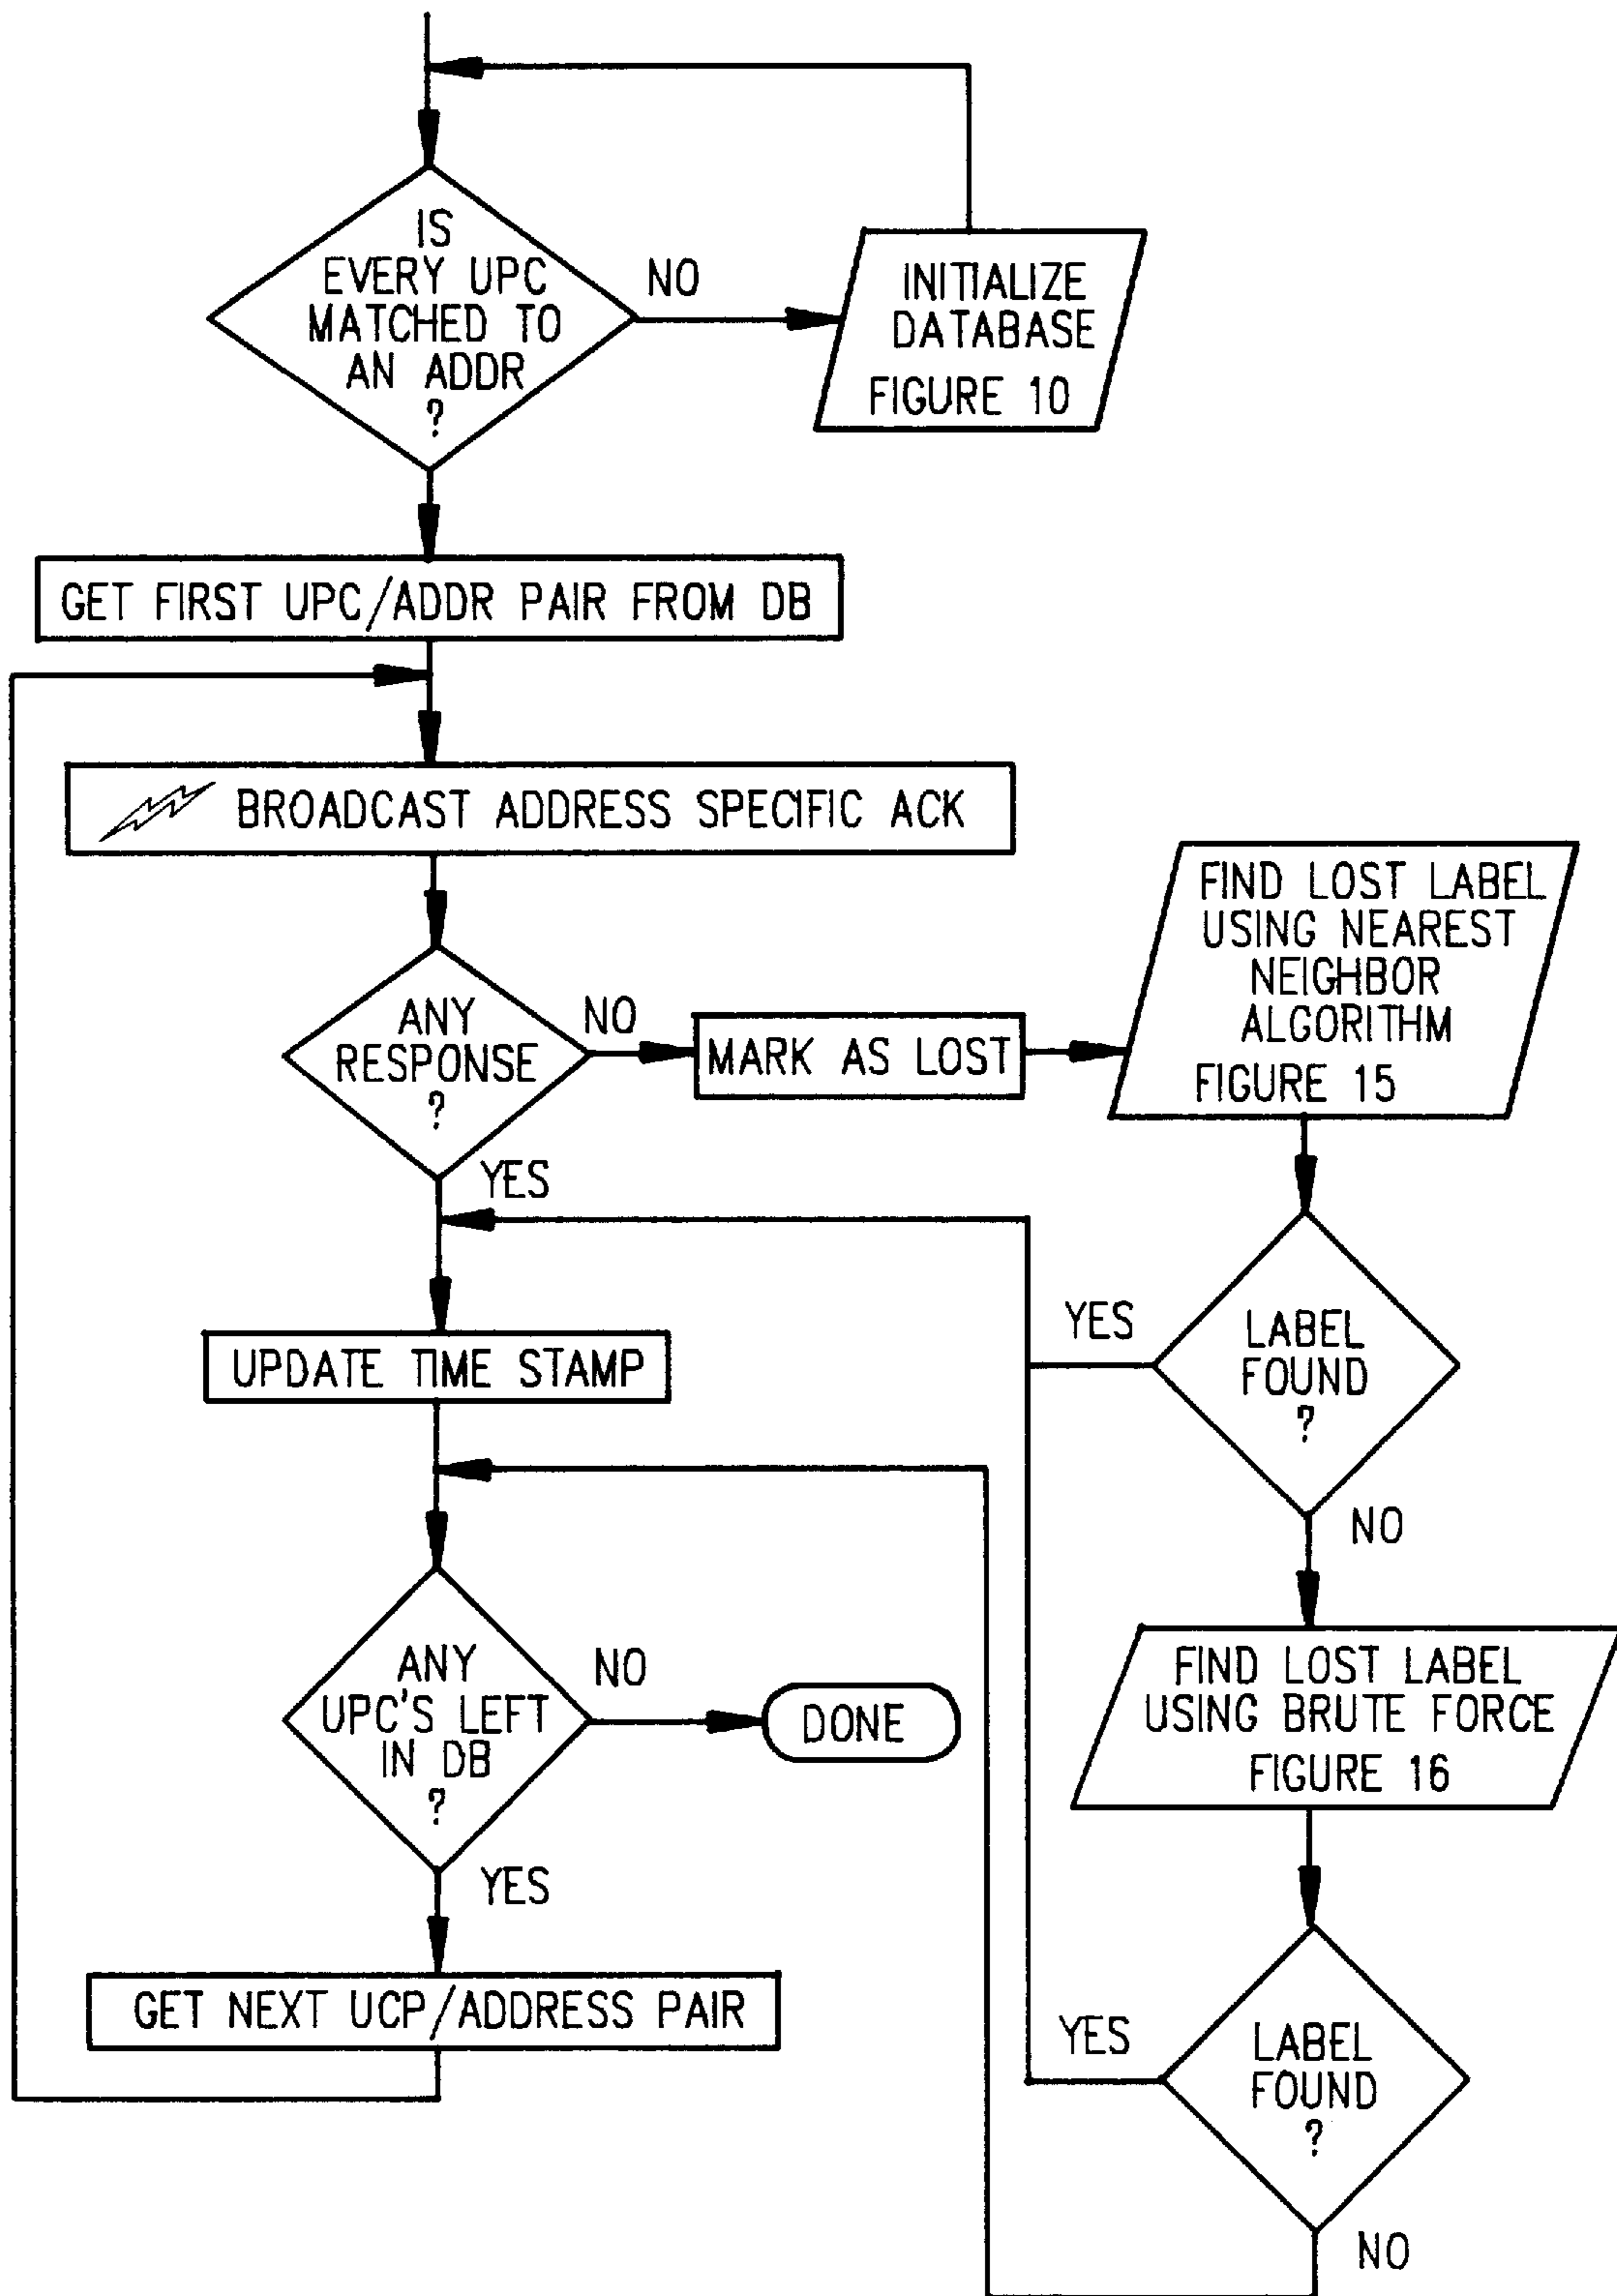 IS
EVERY UPC
MATCHED TO
AN ADDR
?
NO
INITIALIZE
DATABASE
FIGURE 10
GET FIRST UPC/ADDR PAIR FROM DB
BROADCAST ADDRESS SPECIFIC ACK
ANY
RESPONSE
?
NO
MARK AS LOST
FIND LOST LABEL
USING NEAREST
NEIGHBOR
ALGORITHM
FIGURE 15
YES
UPDATE TIME STAMP
YES
LABEL
FOUND
?
NO
ANY
UPC'S LEFT
IN DB
?
NO
DONE
FIND LOST LABEL
USING BRUTE FORCE
FIGURE 16
YES
GET NEXT UCP/ADDRESS PAIR
YES
LABEL
FOUND
?
NO